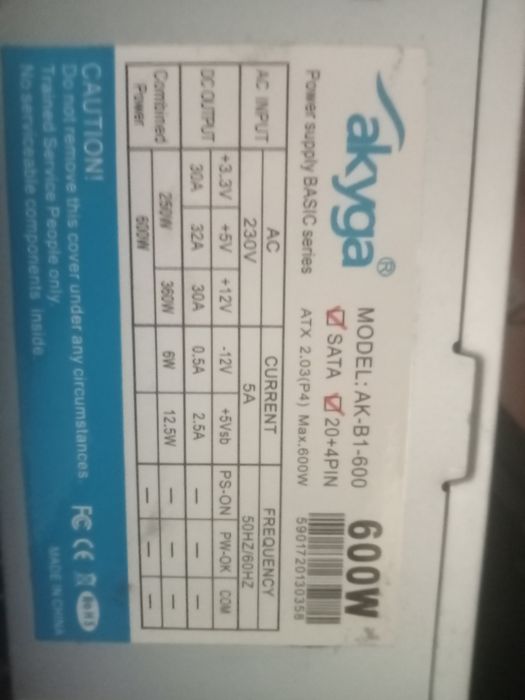 akyga®
MODEL: AK-B1-600
600W
SATA 20+4PIN
5901720130358
Power supply BASIC series ATX 2.03(P4) Max.600W
AC INPUT AC CURRENT FREQUENCY
230V 5A 50HZ/60HZ
DC OUTPUT +3.3V +5V +12V -12V +5Vsb PS-ON PW-OK COM
30A 32A 30A 0.5A 2.5A — — —
Combined Power 250W 360W 6W 12.5W — — —
600W — — —
CAUTION!
Do not remove this cover under any circumstances
Trained Service People only
No serviceable components inside
FC CE RoHS
MADE IN CHINA